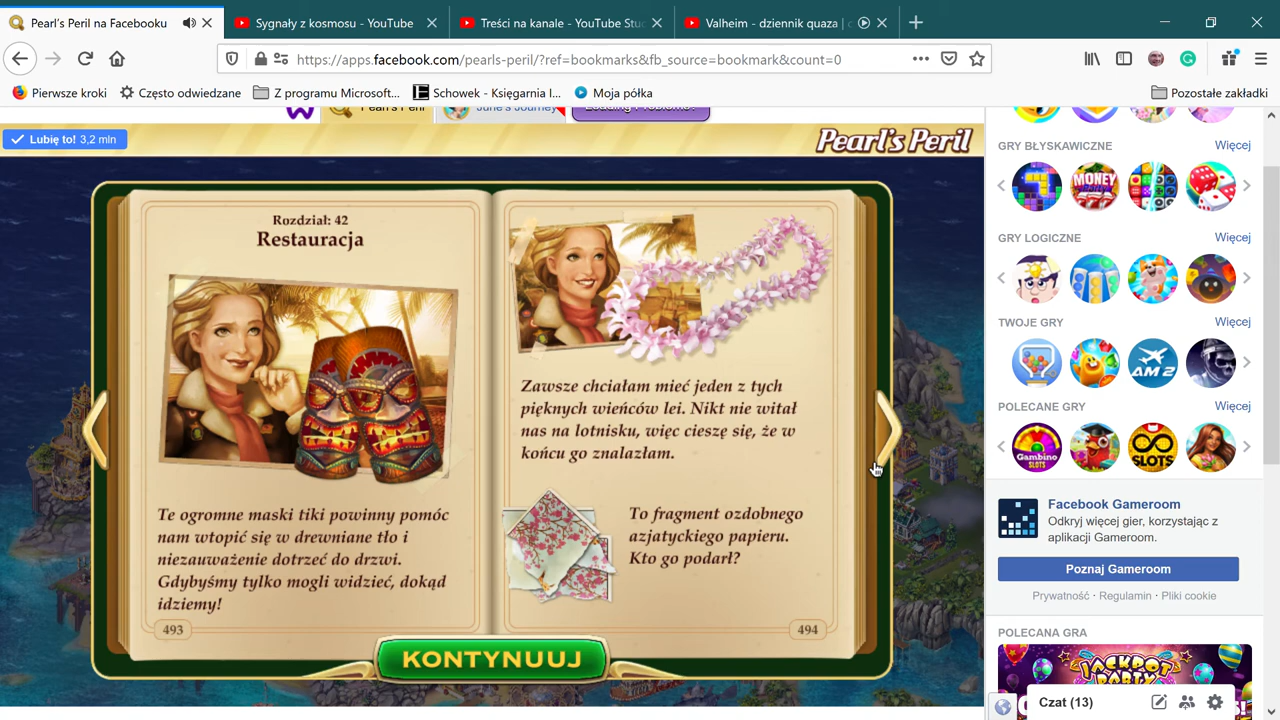 Pearl's Peril na Facebooku
Sygnały z kosmosu - YouTube
Treści na kanale - YouTube Stu
Valheim - dziennik quaza
https://apps.facebook.com/pearls-peril/?ref=bookmarks&fb_source=bookmark&count=0
Pierwsze kroki
Często odwiedzane
Z programu Microsoft...
Schowek - Księgarnia I...
Moja półka
Pozostałe zakładki
Pearl's Peril
June's Journey
Loading Problems?
Lubię to! 3,2 mln
Pearl's Peril
Rozdział: 42
Restauracja
Te ogromne maski tiki powinny pomóc
nam wtopić się w drewniane tło i
niezauważenie dotrzeć do drzwi.
Gdybyśmy tylko mogli widzieć, dokąd
idziemy!
493
Zawsze chciałam mieć jeden z tych
pięknych wieńców lei. Nikt nie witał
nas na lotnisku, więc cieszę się, że w
końcu go znalazłam.
To fragment ozdobnego
azjatyckiego papieru.
Kto go podarł?
494
KONTYNUUJ
GRY BŁYSKAWICZNE
Więcej
MONEY
GRY LOGICZNE
Więcej
TWOJE GRY
Więcej
AM2
POLECANE GRY
Więcej
Gambino
SLOTS
SLOTS
Facebook Gameroom
Odkryj więcej gier, korzystając z
aplikacji Gameroom.
Poznaj Gameroom
Prywatność · Regulamin · Pliki cookie
POLECANA GRA
JACKPOT
PARTY
Czat (13)